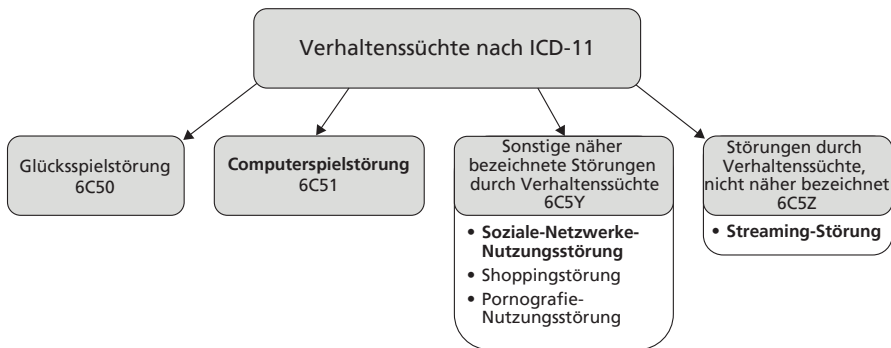 Verhaltenssüchte nach ICD-11
Glücksspielstörung
6C50
Computerspielstörung
6C51
Sonstige näher
bezeichnete Störungen
durch Verhaltenssüchte
6C5Y
• Soziale-Netzwerke-
Nutzungsstörung
• Shoppingstörung
• Pornografie-
Nutzungsstörung
Störungen durch
Verhaltenssüchte,
nicht näher bezeichnet
6C5Z
• Streaming-Störung